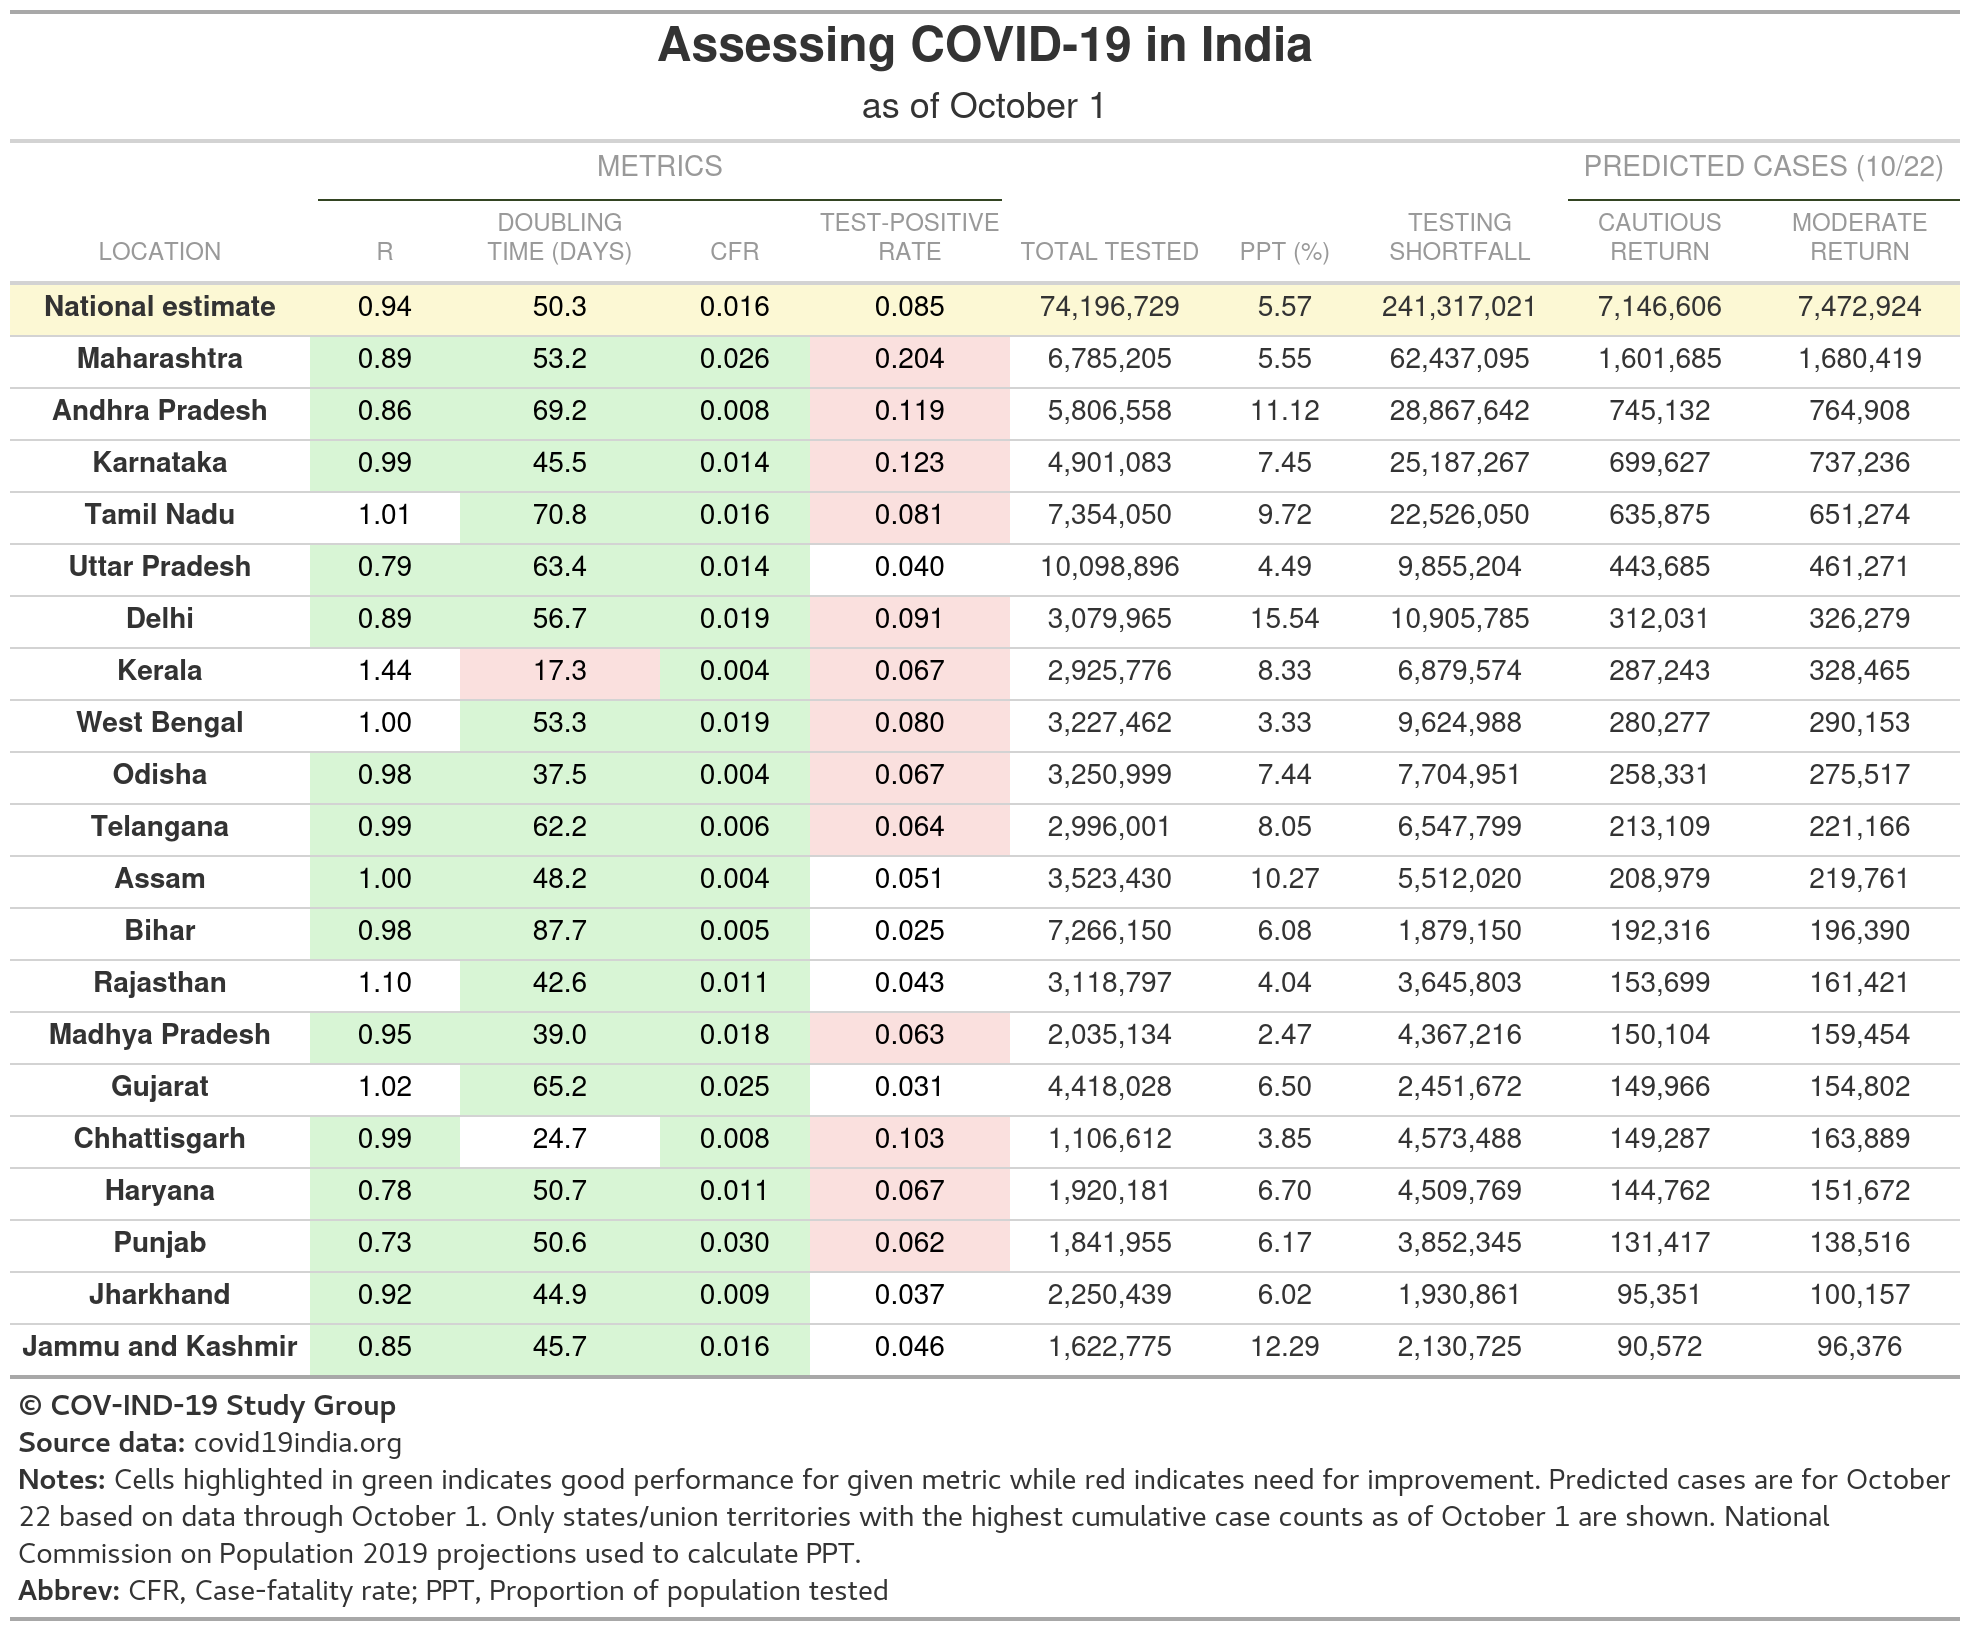 Assessing COVID-19 in India
as of October 1
METRICS PREDICTED CASES (10/22)
LOCATION R DOUBLING TIME (DAYS) CFR TEST-POSITIVE RATE TOTAL TESTED PPT (%) TESTING SHORTFALL CAUTIOUS RETURN MODERATE RETURN
National estimate 0.94 50.3 0.016 0.085 74,196,729 5.57 241,317,021 7,146,606 7,472,924
Maharashtra 0.89 53.2 0.026 0.204 6,785,205 5.55 62,437,095 1,601,685 1,680,419
Andhra Pradesh 0.86 69.2 0.008 0.119 5,806,558 11.12 28,867,642 745,132 764,908
Karnataka 0.99 45.5 0.014 0.123 4,901,083 7.45 25,187,267 699,627 737,236
Tamil Nadu 1.01 70.8 0.016 0.081 7,354,050 9.72 22,526,050 635,875 651,274
Uttar Pradesh 0.79 63.4 0.014 0.040 10,098,896 4.49 9,855,204 443,685 461,271
Delhi 0.89 56.7 0.019 0.091 3,079,965 15.54 10,905,785 312,031 326,279
Kerala 1.44 17.3 0.004 0.067 2,925,776 8.33 6,879,574 287,243 328,465
West Bengal 1.00 53.3 0.019 0.080 3,227,462 3.33 9,624,988 280,277 290,153
Odisha 0.98 37.5 0.004 0.067 3,250,999 7.44 7,704,951 258,331 275,517
Telangana 0.99 62.2 0.006 0.064 2,996,001 8.05 6,547,799 213,109 221,166
Assam 1.00 48.2 0.004 0.051 3,523,430 10.27 5,512,020 208,979 219,761
Bihar 0.98 87.7 0.005 0.025 7,266,150 6.08 1,879,150 192,316 196,390
Rajasthan 1.10 42.6 0.011 0.043 3,118,797 4.04 3,645,803 153,699 161,421
Madhya Pradesh 0.95 39.0 0.018 0.063 2,035,134 2.47 4,367,216 150,104 159,454
Gujarat 1.02 65.2 0.025 0.031 4,418,028 6.50 2,451,672 149,966 154,802
Chhattisgarh 0.99 24.7 0.008 0.103 1,106,612 3.85 4,573,488 149,287 163,889
Haryana 0.78 50.7 0.011 0.067 1,920,181 6.70 4,509,769 144,762 151,672
Punjab 0.73 50.6 0.030 0.062 1,841,955 6.17 3,852,345 131,417 138,516
Jharkhand 0.92 44.9 0.009 0.037 2,250,439 6.02 1,930,861 95,351 100,157
Jammu and Kashmir 0.85 45.7 0.016 0.046 1,622,775 12.29 2,130,725 90,572 96,376
© COV-IND-19 Study Group
Source data: covid19india.org
Notes: Cells highlighted in green indicates good performance for given metric while red indicates need for improvement. Predicted cases are for October
22 based on data through October 1. Only states/union territories with the highest cumulative case counts as of October 1 are shown. National
Commission on Population 2019 projections used to calculate PPT.
Abbrev: CFR, Case-fatality rate; PPT, Proportion of population tested